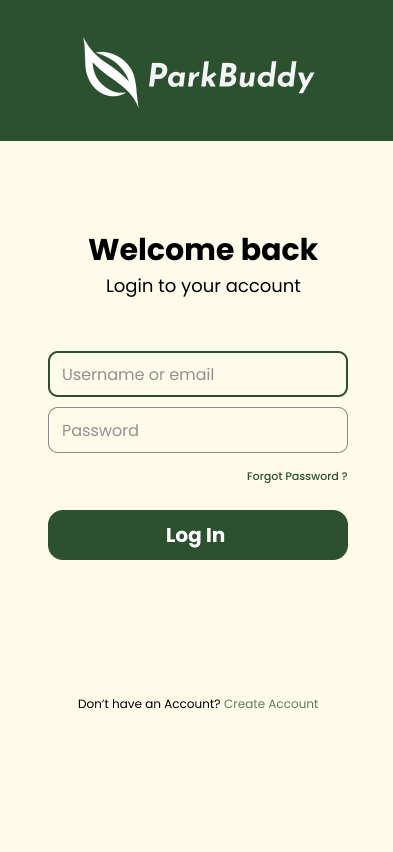 ParkBuddy
Welcome back
Login to your account
Username or email
Password
Forgot Password ?
Log In
Don’t have an Account? Create Account